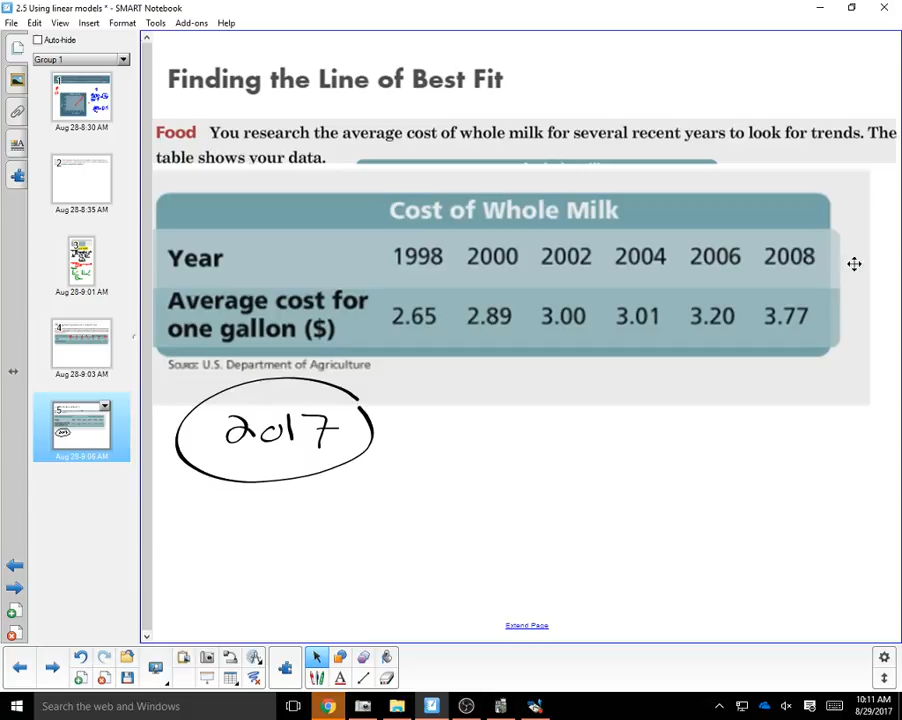 2.5 Using linear models * - SMART Notebook
File Edit View Insert Format Tools Add-ons Help
Auto-hide
Group 1
Aug 28-8:30 AM
Aug 28-8:35 AM
Aug 28-9:01 AM
Aug 28-9:03 AM
Aug 28-9:06 AM
Finding the Line of Best Fit
Food You research the average cost of whole milk for several recent years to look for trends. The
table shows your data.
Cost of Whole Milk
Year 1998 2000 2002 2004 2006 2008
Average cost for
one gallon ($) 2.65 2.89 3.00 3.01 3.20 3.77
Source: U.S. Department of Agriculture
2017
Extend Page
Search the web and Windows
10:11 AM
8/29/2017